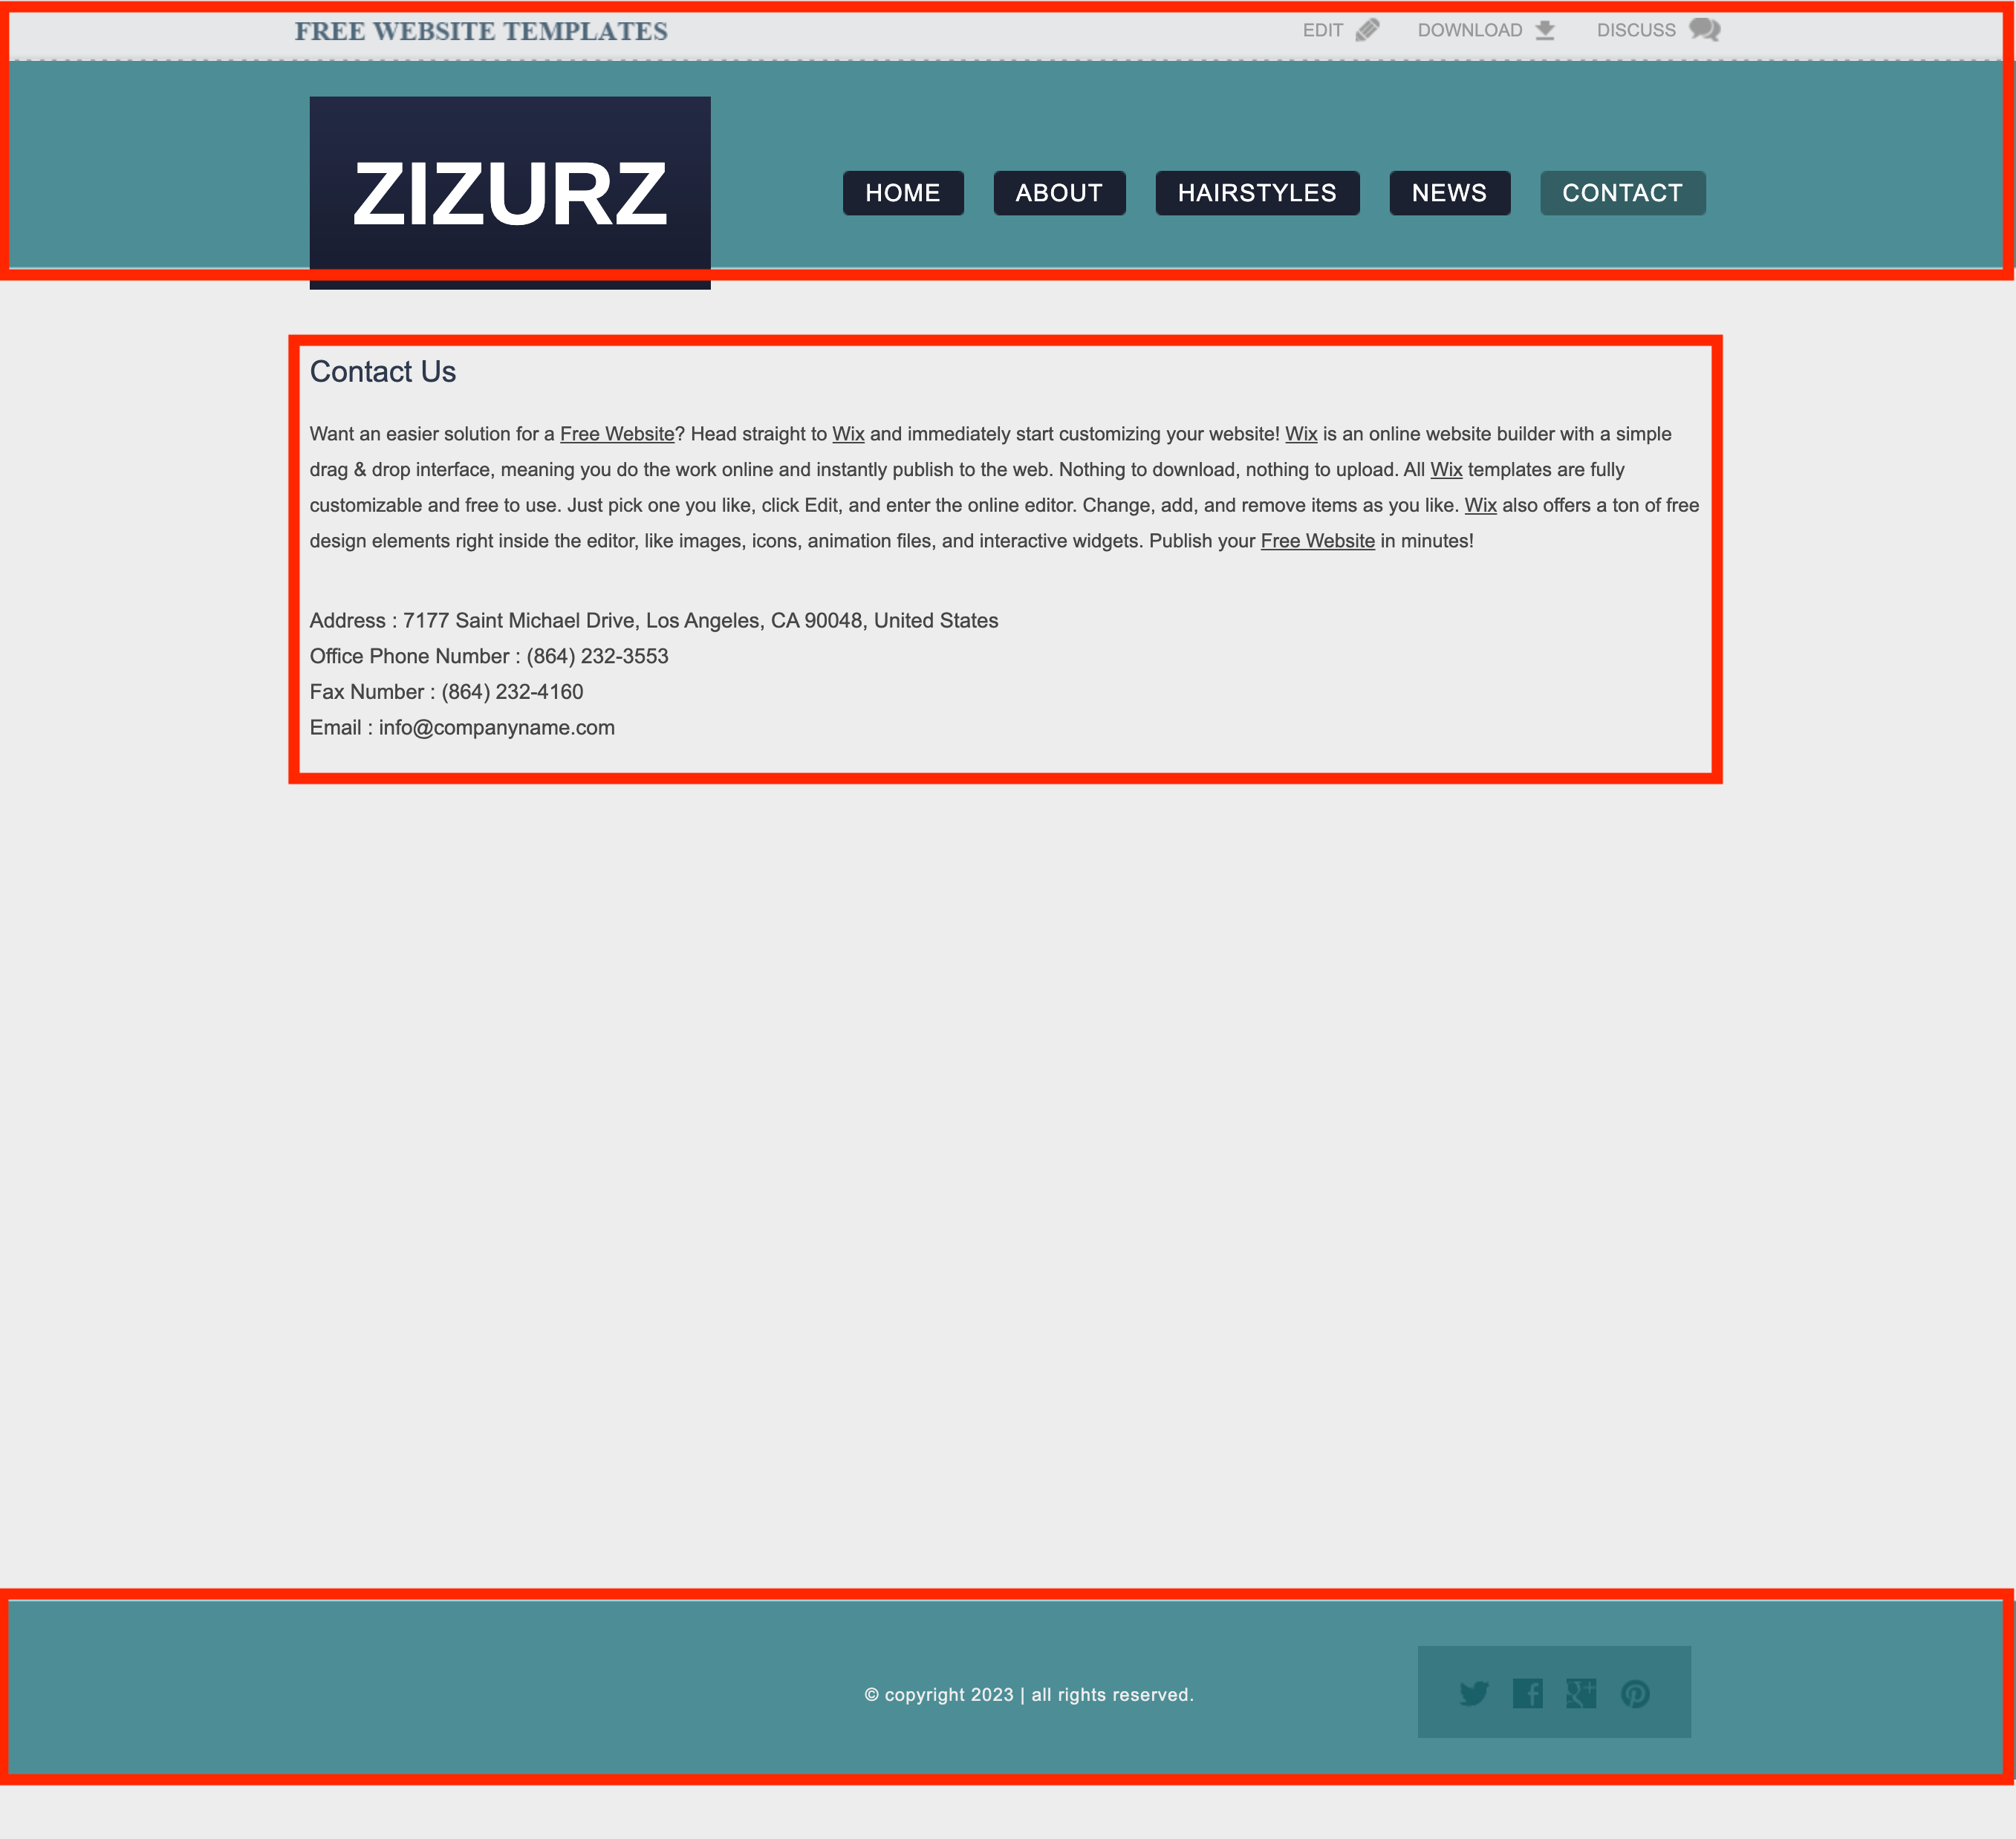 FREE WEBSITE TEMPLATES
EDIT DOWNLOAD DISCUSS
ZIZURZ
HOME ABOUT HAIRSTYLES NEWS CONTACT
Contact Us
Want an easier solution for a Free Website? Head straight to Wix and immediately start customizing your website! Wix is an online website builder with a simple
drag & drop interface, meaning you do the work online and instantly publish to the web. Nothing to download, nothing to upload. All Wix templates are fully
customizable and free to use. Just pick one you like, click Edit, and enter the online editor. Change, add, and remove items as you like. Wix also offers a ton of free
design elements right inside the editor, like images, icons, animation files, and interactive widgets. Publish your Free Website in minutes!
Address : 7177 Saint Michael Drive, Los Angeles, CA 90048, United States
Office Phone Number : (864) 232-3553
Fax Number : (864) 232-4160
Email : info@companyname.com
© copyright 2023 | all rights reserved.